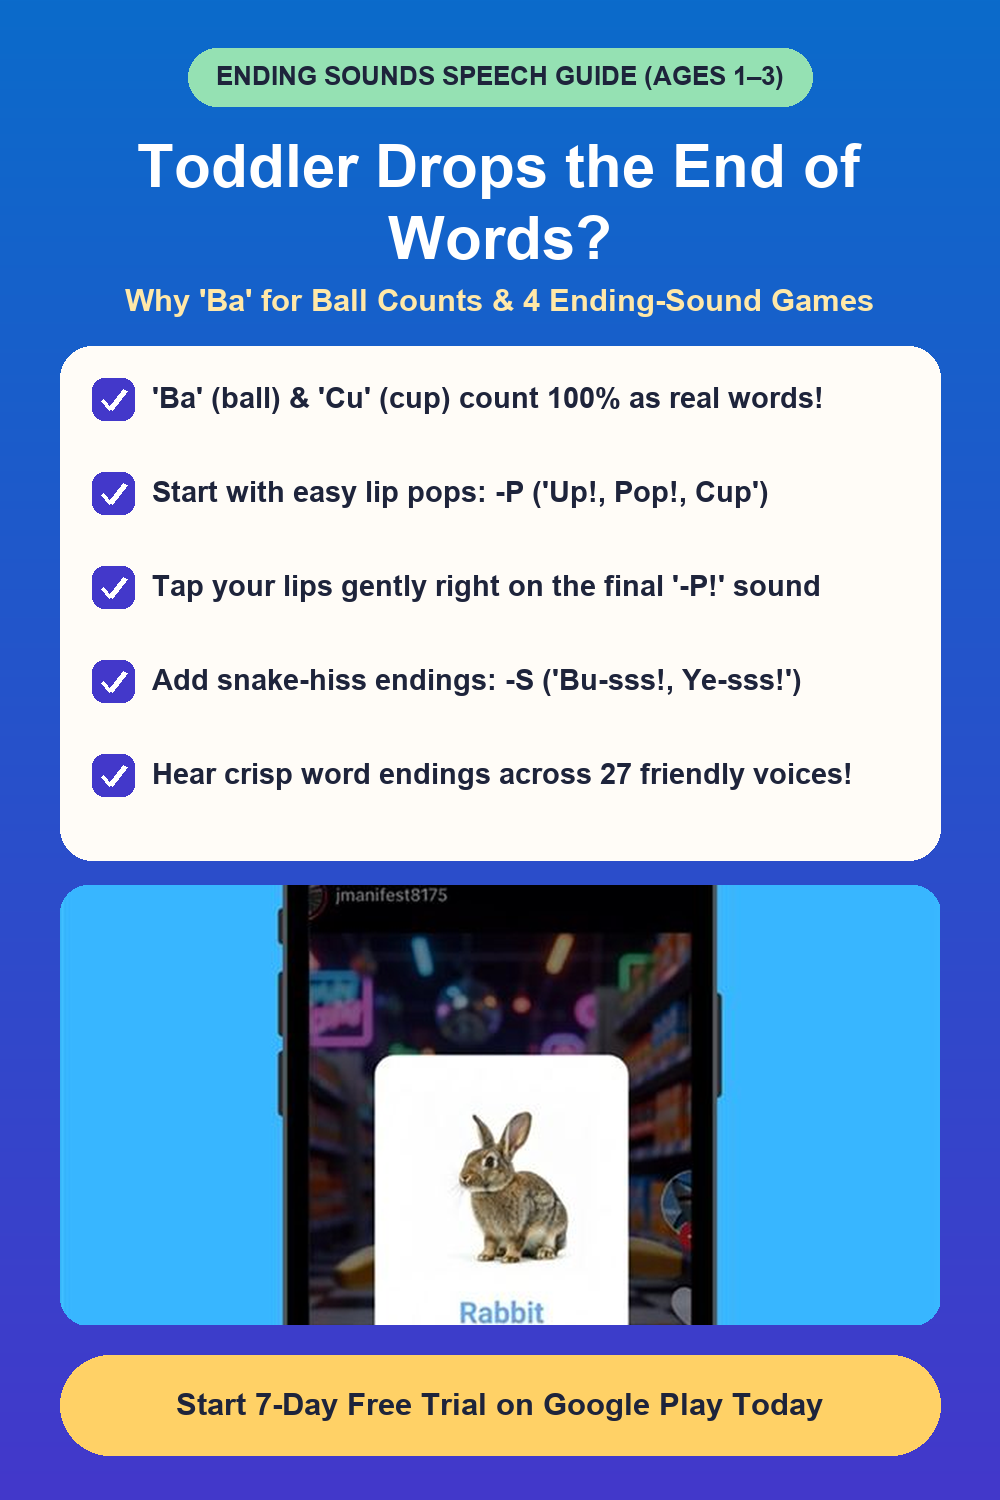 ENDING SOUNDS SPEECH GUIDE (AGES 1–3)
Toddler Drops the End of
Words?
Why 'Ba' for Ball Counts & 4 Ending-Sound Games
'Ba' (ball) & 'Cu' (cup) count 100% as real words!
Start with easy lip pops: -P ('Up!, Pop!, Cup')
Tap your lips gently right on the final '-P!' sound
Add snake-hiss endings: -S ('Bu-sss!, Ye-sss!')
Hear crisp word endings across 27 friendly voices!
jmanifest8175
Rabbit
Start 7-Day Free Trial on Google Play Today